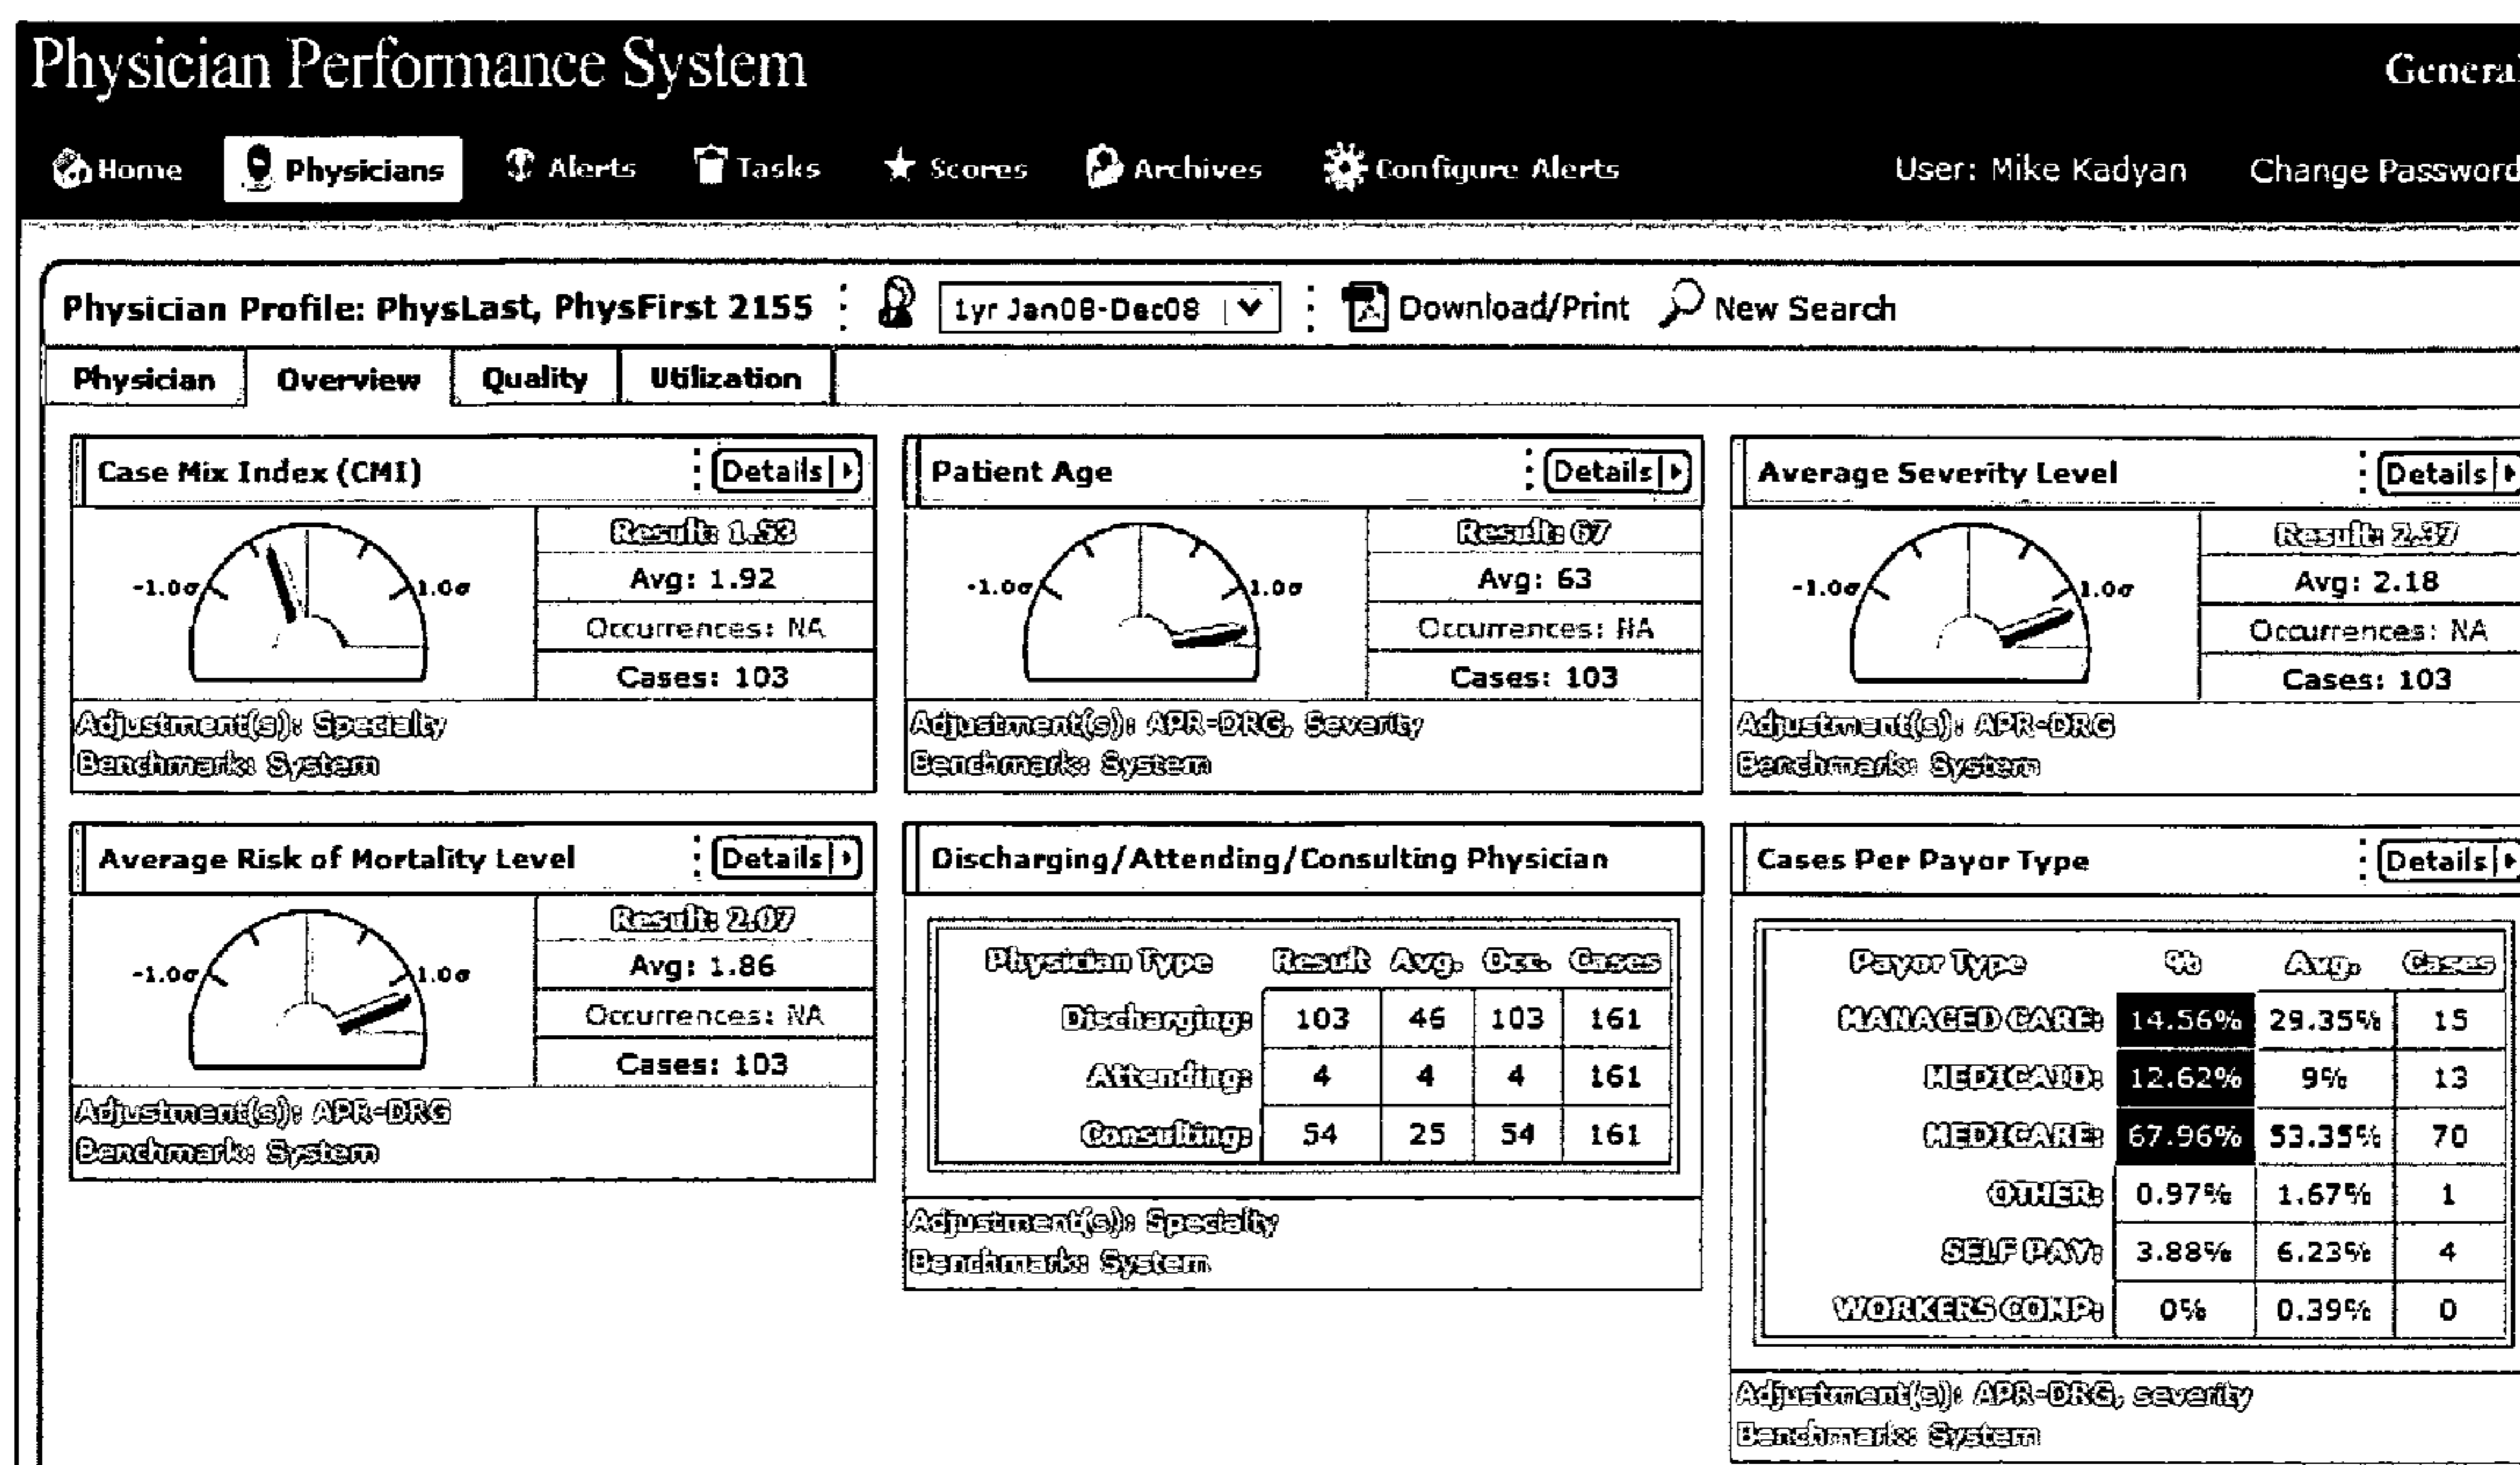 Physician Performance System
General
Home
Physicians
Alerts
Tasks
Scores
Archives
Configure Alerts
User: Mike Kadyan
Change Password
Physician Profile: PhysLast, PhysFirst 2155
1yr Jan08-Dec08
Download/Print
New Search
Physician
Overview
Quality
Utilization
Case Mix Index (CMI)
Details
-1.0σ
1.0σ
Result: 1.53
Avg: 1.92
Occurrences: NA
Cases: 103
Adjustment(s): Specialty
Benchmark: System
Patient Age
Details
-1.0σ
1.0σ
Result: 67
Avg: 63
Occurrences: NA
Cases: 103
Adjustment(s): APR-DRG, Severity
Benchmark: System
Average Severity Level
Details
-1.0σ
1.0σ
Result: 2.37
Avg: 2.18
Occurrences: NA
Cases: 103
Adjustment(s): APR-DRG
Benchmark: System
Average Risk of Mortality Level
Details
-1.0σ
1.0σ
Result: 2.07
Avg: 1.86
Occurrences: NA
Cases: 103
Adjustment(s): APR-DRG
Benchmark: System
Discharging/Attending/Consulting Physician
Physician Type Result Avg. Occ. Cases
Discharging: 103 46 103 161
Attending: 4 4 4 161
Consulting: 54 25 54 161
Adjustment(s): Specialty
Benchmark: System
Cases Per Payor Type
Details
Payor Type % Avg. Cases
MANAGED CARE: 14.56% 29.35% 15
MEDICAID: 12.62% 9% 13
MEDICARE: 67.96% 53.35% 70
OTHER: 0.97% 1.67% 1
SELF PAY: 3.88% 6.23% 4
WORKERS COMP: 0% 0.39% 0
Adjustment(s): APR-DRG, severity
Benchmark: System